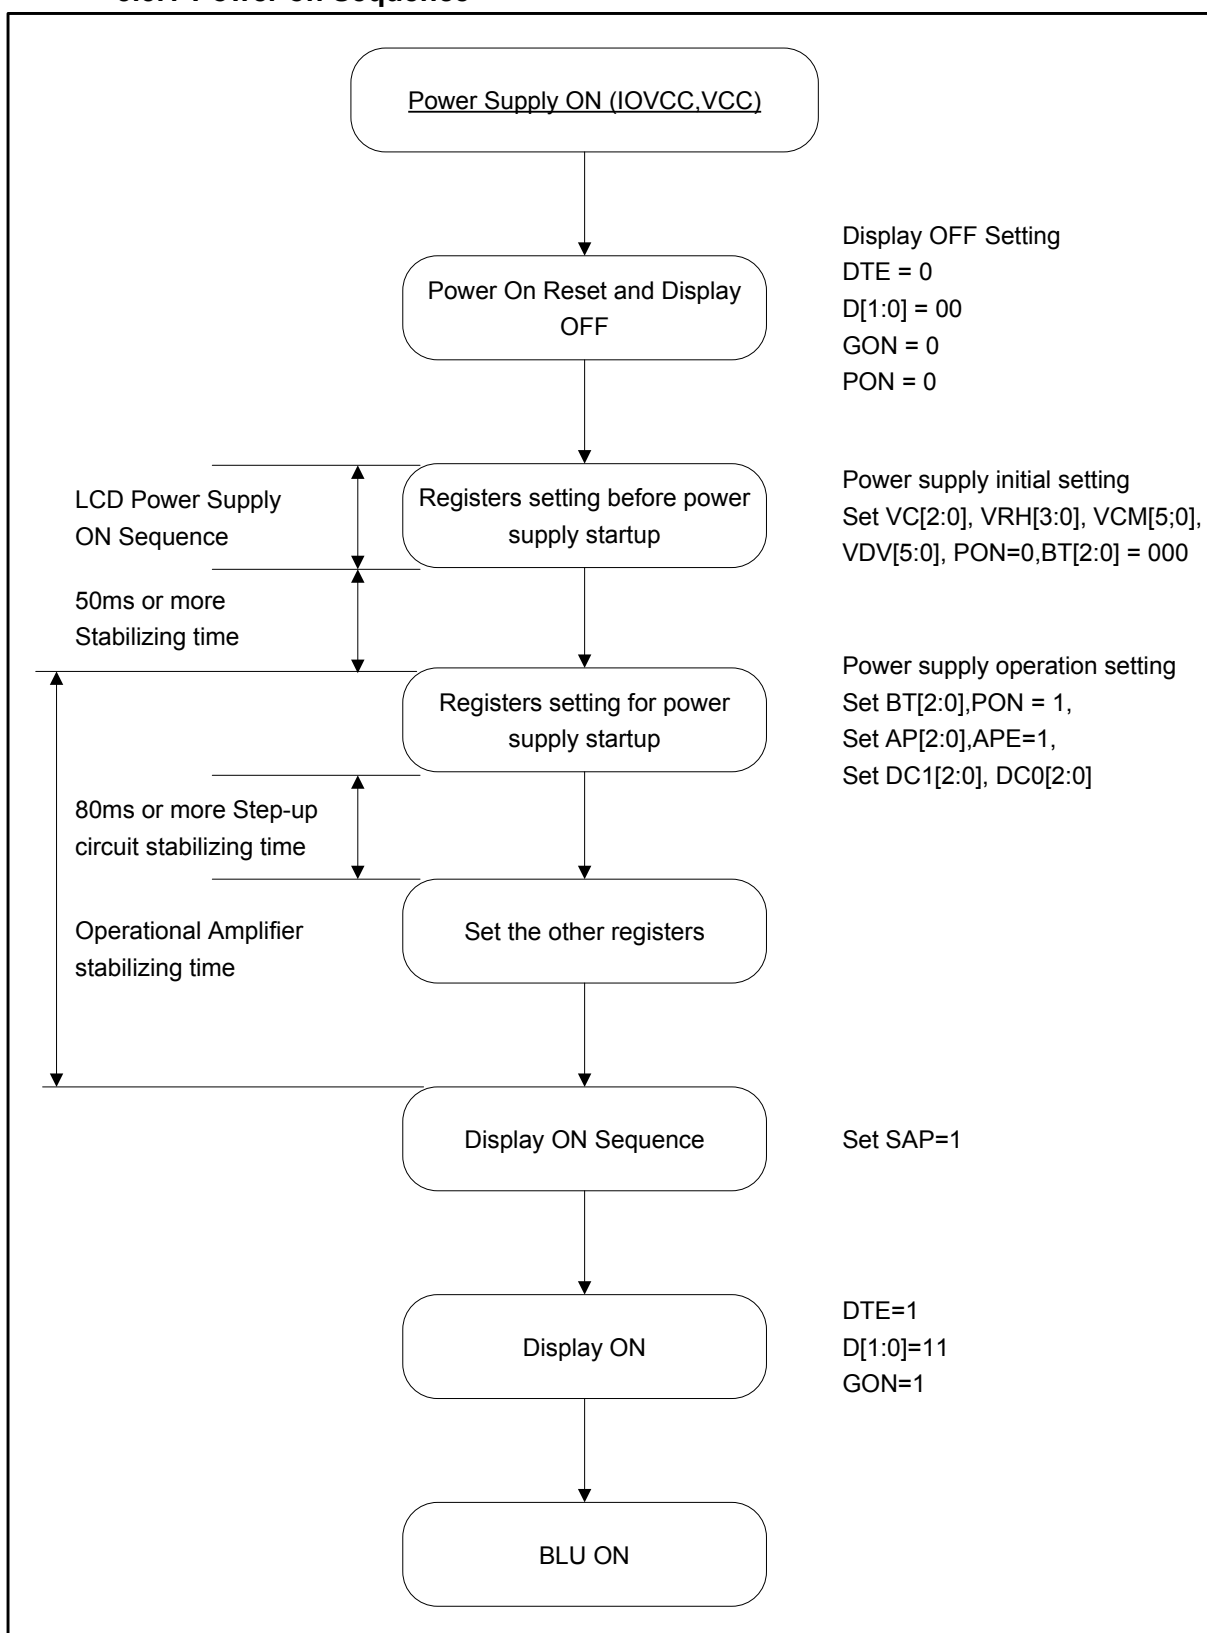 Power Supply ON (IOVCC,VCC)
Display OFF Setting
DTE = 0
D[1:0] = 00
GON = 0
PON = 0
Power On Reset and Display
OFF
LCD Power Supply
ON Sequence
Registers setting before power
supply startup
Power supply initial setting
Set VC[2:0], VRH[3:0], VCM[5;0],
VDV[5:0], PON=0,BT[2:0] = 000
50ms or more
Stabilizing time
Registers setting for power
supply startup
Power supply operation setting
Set BT[2:0],PON = 1,
Set AP[2:0],APE=1,
Set DC1[2:0], DC0[2:0]
80ms or more Step-up
circuit stabilizing time
Operational Amplifier
stabilizing time
Set the other registers
Display ON Sequence
Set SAP=1
Display ON
DTE=1
D[1:0]=11
GON=1
BLU ON